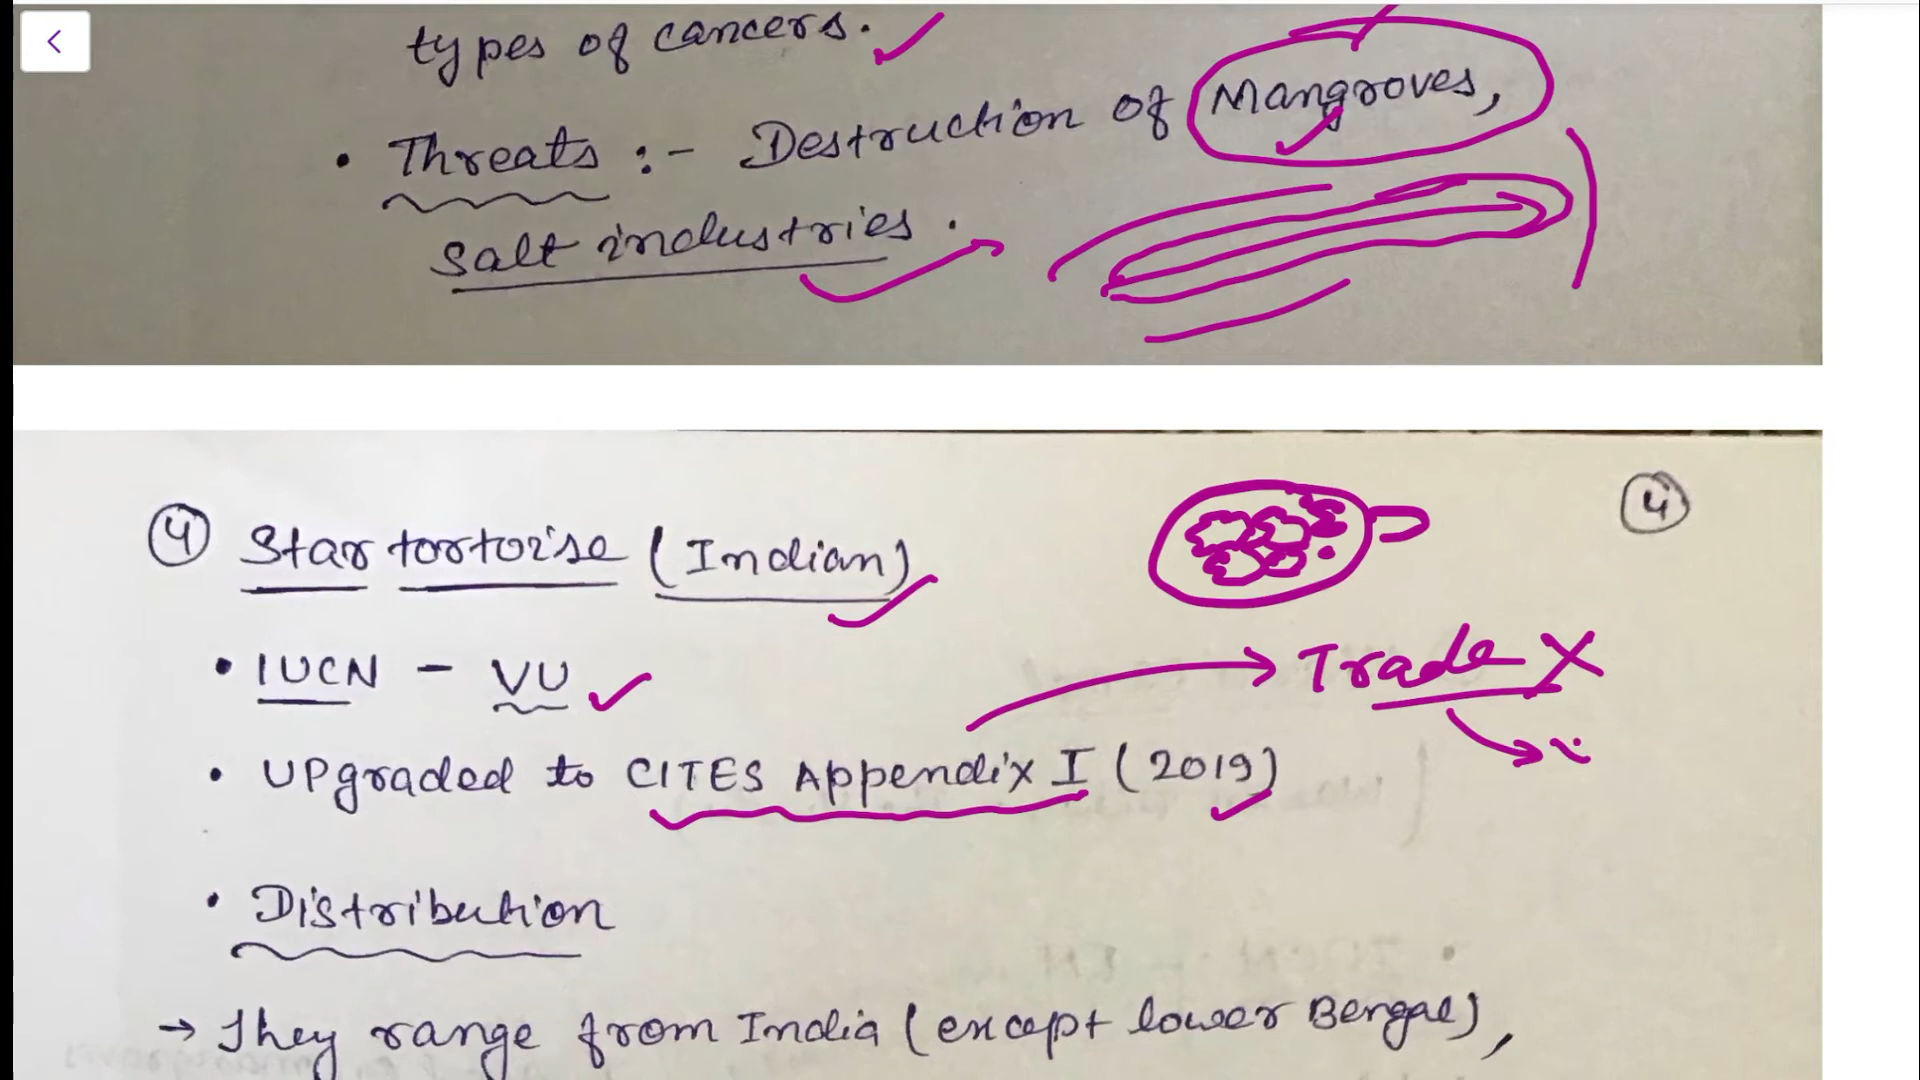 types of cancers.
• Threats :- Destruction of Mangroves,
Salt industries.
4
④ Star tortoise (Indian)
• IUCN - VU
→ Trade X
• Upgraded to CITES Appendix I (2019)
• Distribution
→ They range from India (except lower Bengal),